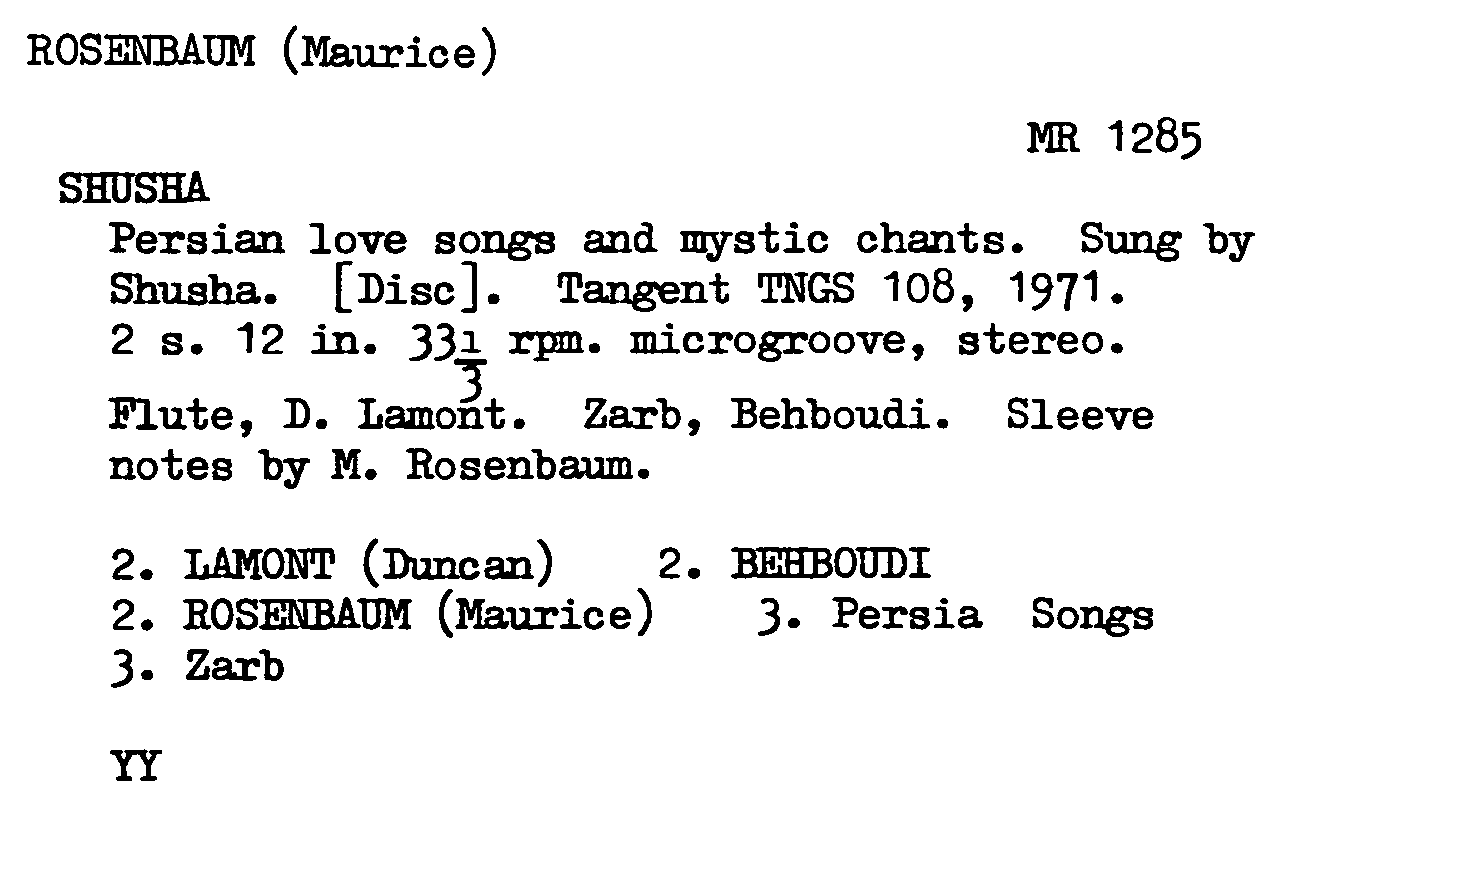 ROSENBAUM (Maurice)
MR 1285
SHUSHA
Persian love songs and mystic chants. Sung by
Shusha. [Disc]. Tangent TNGS 108, 1971.
2 s. 12 in. 33 1/3 rpm. microgroove, stereo.
Flute, D. Lamont. Zarb, Behboudi. Sleeve
notes by M. Rosenbaum.
2. LAMONT (Duncan) 2. BEHBOUDI
2. ROSENBAUM (Maurice) 3. Persia Songs
3. Zarb
YY